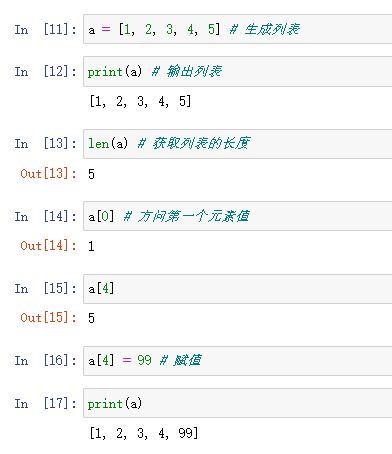 In [11]: a = [1, 2, 3, 4, 5] # 生成列表
In [12]: print(a) # 输出列表
[1, 2, 3, 4, 5]
In [13]: len(a) # 获取列表的长度
Out[13]: 5
In [14]: a[0] # 方问第一个元素值
Out[14]: 1
In [15]: a[4]
Out[15]: 5
In [16]: a[4] = 99 # 赋值
In [17]: print(a)
[1, 2, 3, 4, 99]